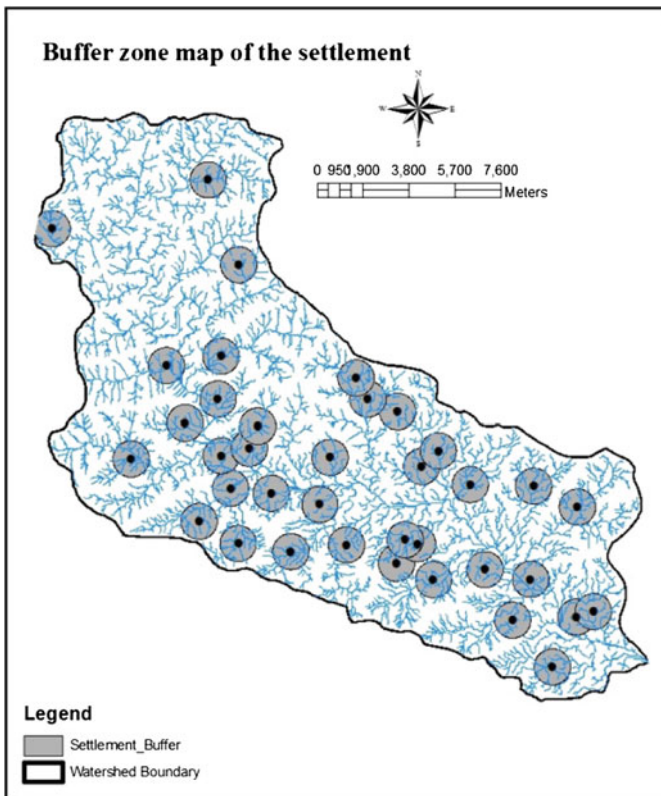 Buffer zone map of the settlement
N
W E
S
0 950 1,900 3,800 5,700 7,600
Meters
Legend
Settlement_Buffer
Watershed Boundary